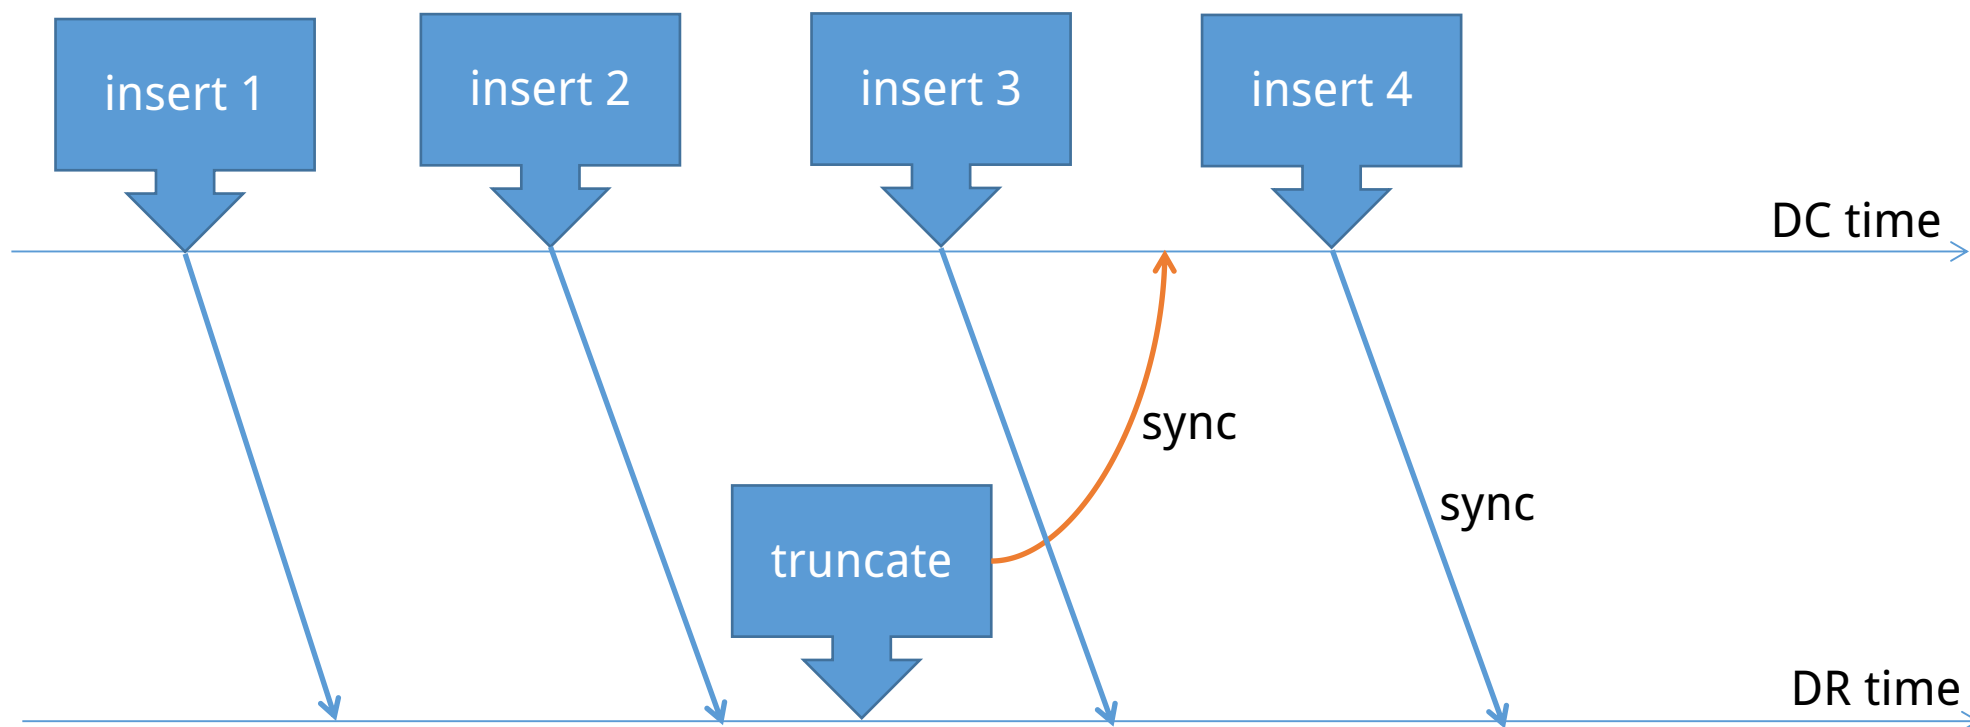 insert 1
insert 2
insert 3
insert 4
DC time
sync
sync
truncate
DR time